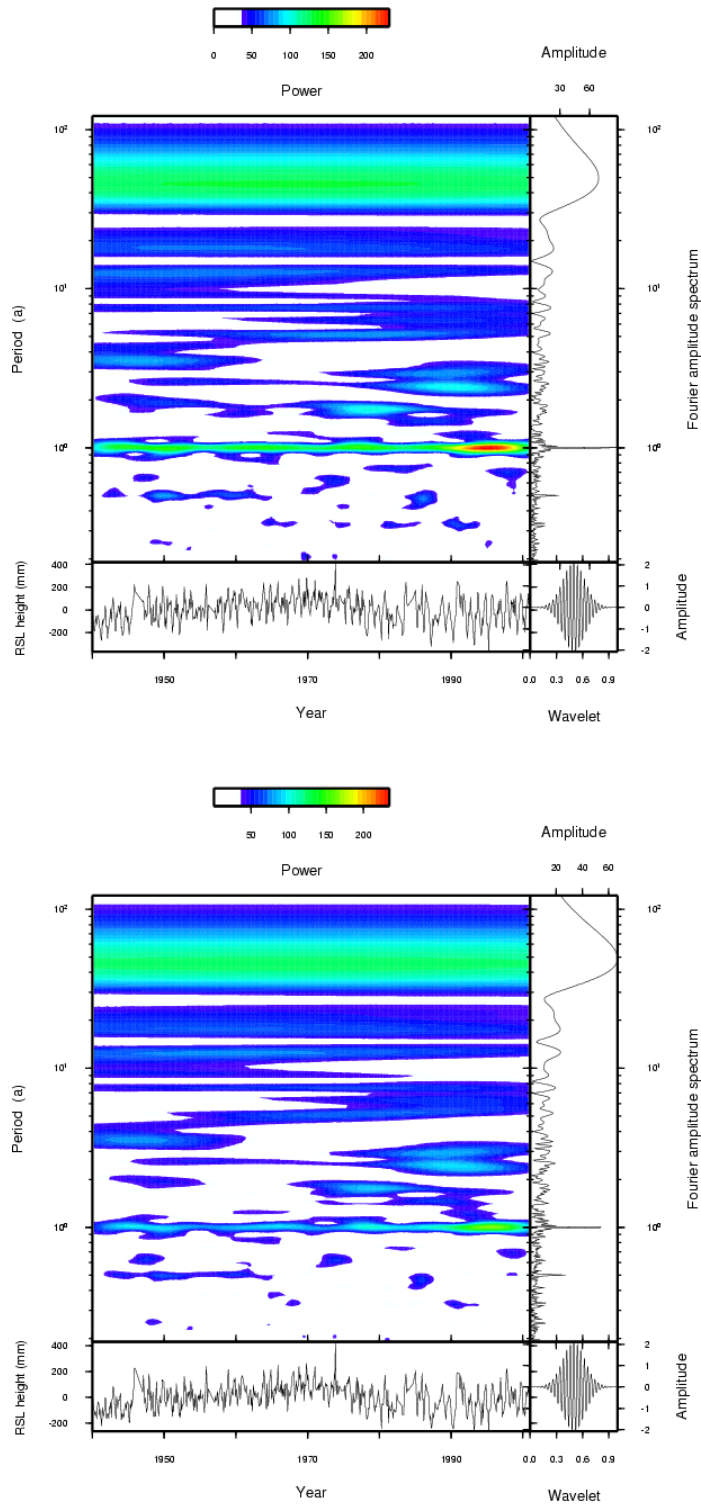 0 50 100 150 200
Power
Amplitude
30 60
10²
10¹
10⁰
Period (a)
10²
10¹
10⁰
Fourier amplitude spectrum
400
200
0
-200
RSL height (mm)
2
1
0
-1
-2
Amplitude
1950 1970 1990
0.0 0.3 0.6 0.9
Year
Wavelet
50 100 150 200
Power
Amplitude
20 40 60
10²
10¹
10⁰
Period (a)
10²
10¹
10⁰
Fourier amplitude spectrum
400
200
0
-200
RSL height (mm)
2
1
0
-1
-2
Amplitude
1950 1970 1990
0.0 0.3 0.6 0.9
Year
Wavelet